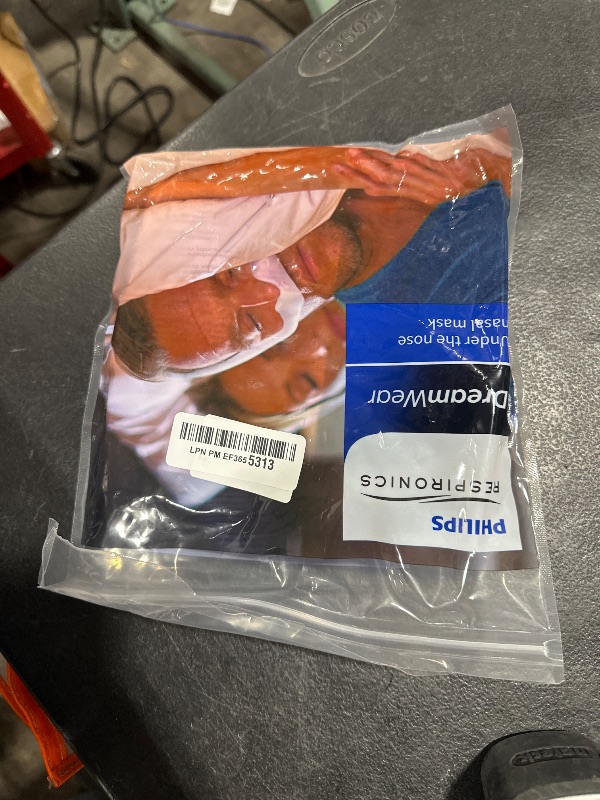 PHILIPS
RESPIRONICS
DreamWear
Under the nose
nasal mask
LPN PM EF365 5313